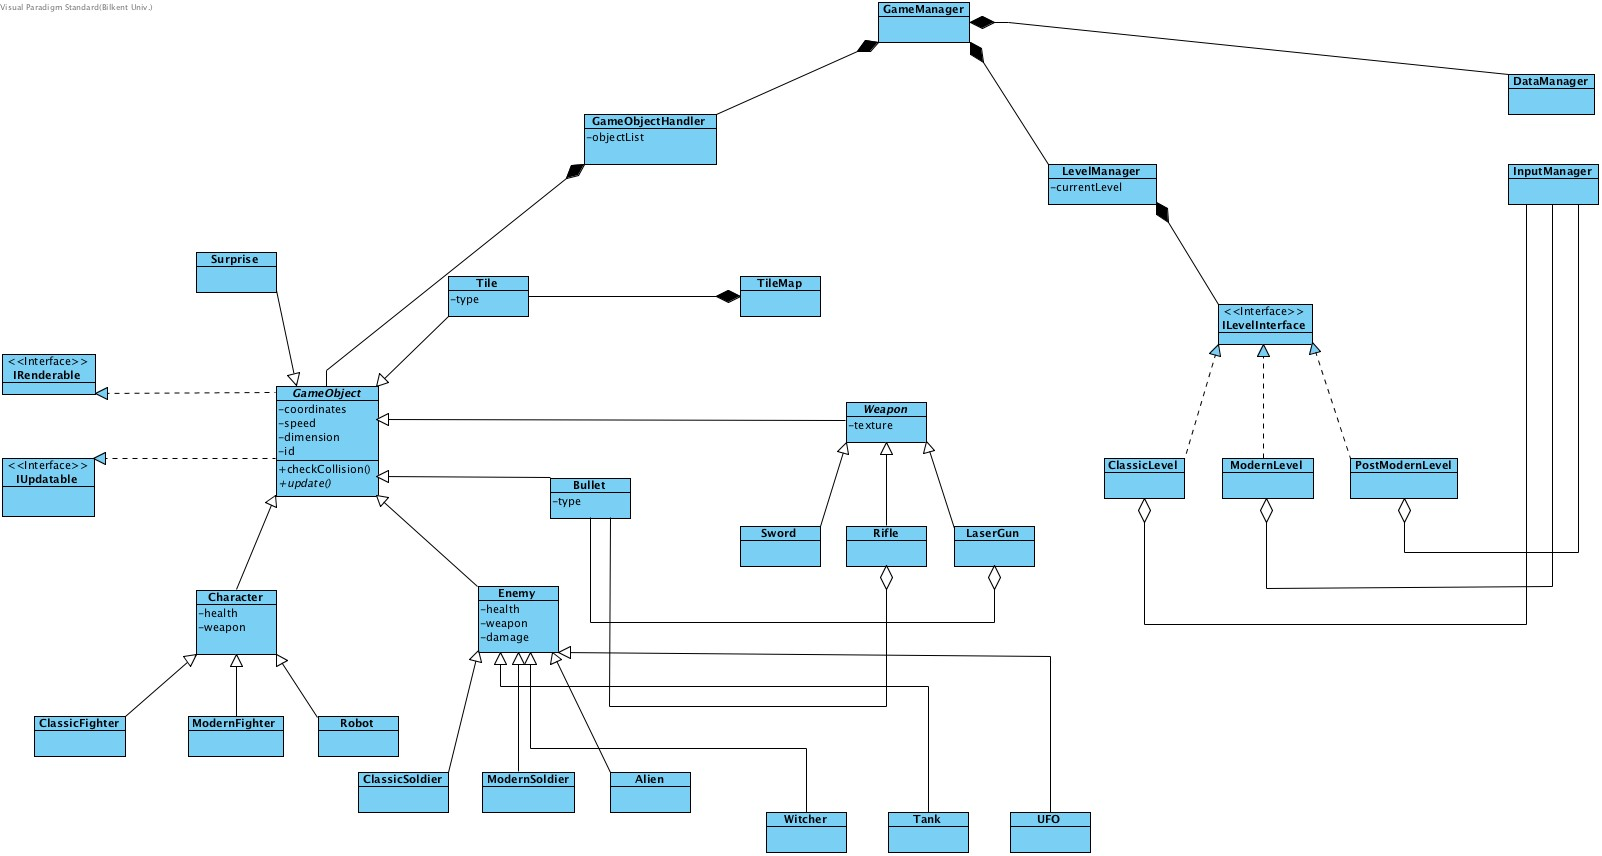 Visual Paradigm Standard(Bilkent Univ.)
GameManager
DataManager
GameObjectHandler
-objectList
LevelManager
-currentLevel
InputManager
Surprise
Tile
-type
TileMap
<<Interface>>
ILevelInterface
<<Interface>>
IRenderable
GameObject
-coordinates
-speed
-dimension
-id
+checkCollision()
+update()
Weapon
-texture
<<Interface>>
IUpdatable
Bullet
-type
ClassicLevel
ModernLevel
PostModernLevel
Sword
Rifle
LaserGun
Character
-health
-weapon
Enemy
-health
-weapon
-damage
ClassicFighter
ModernFighter
Robot
ClassicSoldier
ModernSoldier
Alien
Witcher
Tank
UFO